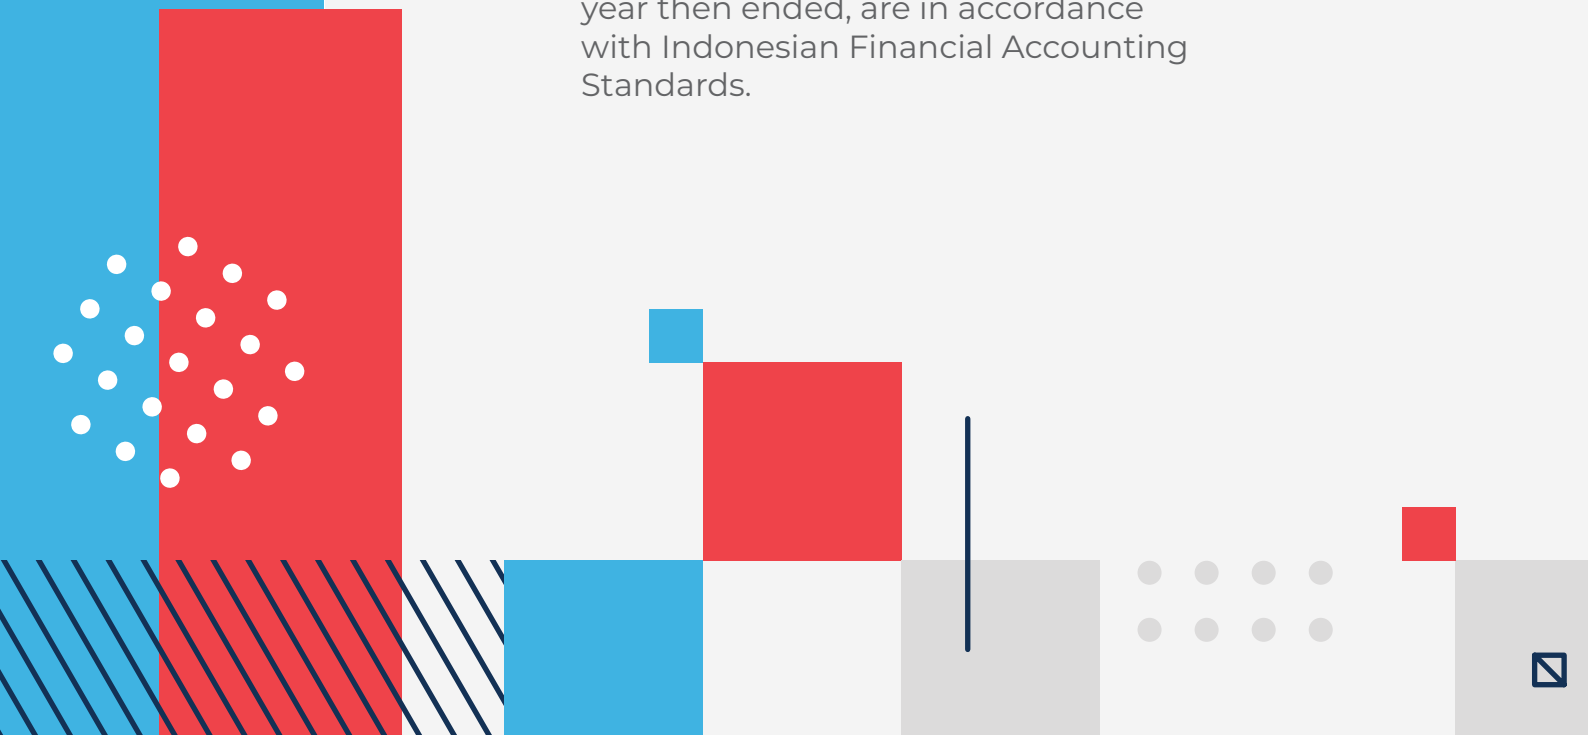 year then ended, are in accordance
with Indonesian Financial Accounting
Standards.